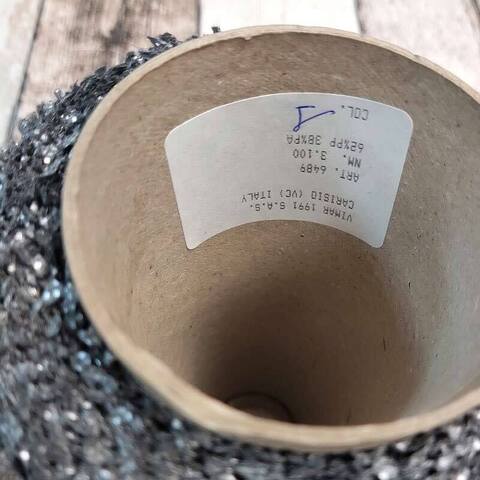 VIMAR 1991 S.A.S.
CARISIO (VC) ITALY
ART. 6489
NM. 3.100
62%PP 38%PA
COL.